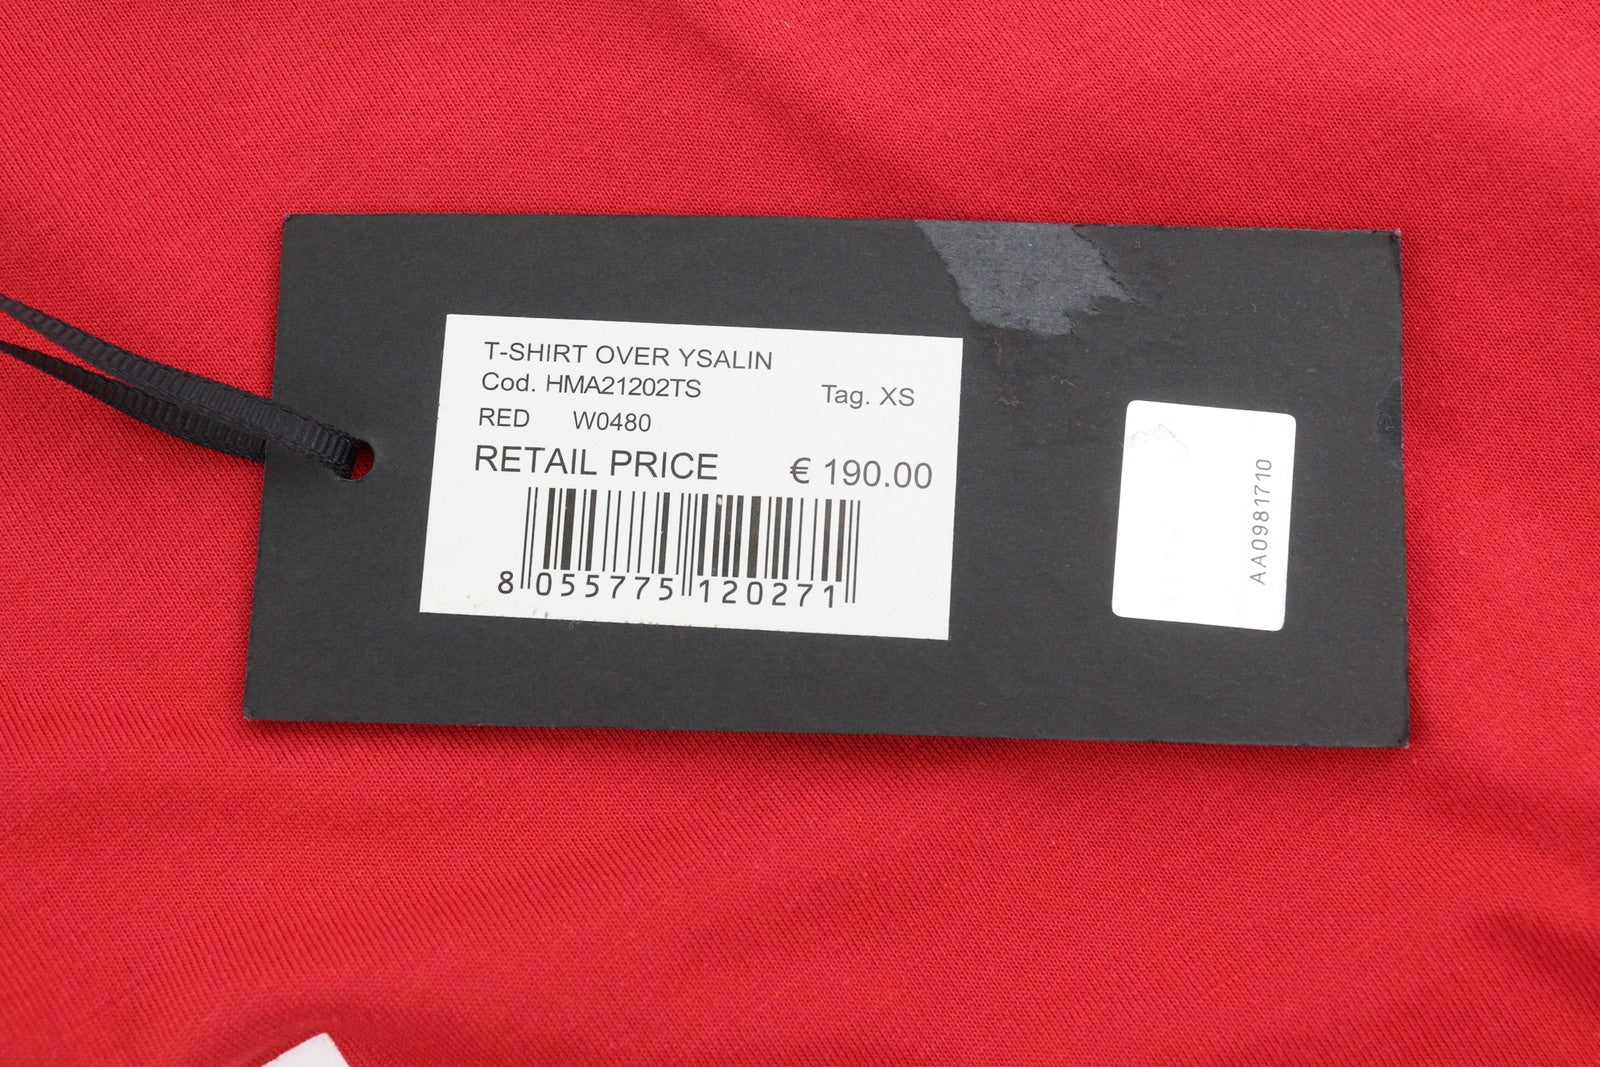 T-SHIRT OVER YSALIN
Cod. HMA21202TS Tag. XS
RED W0480
RETAIL PRICE € 190.00
8 055775 120271
AA0981710